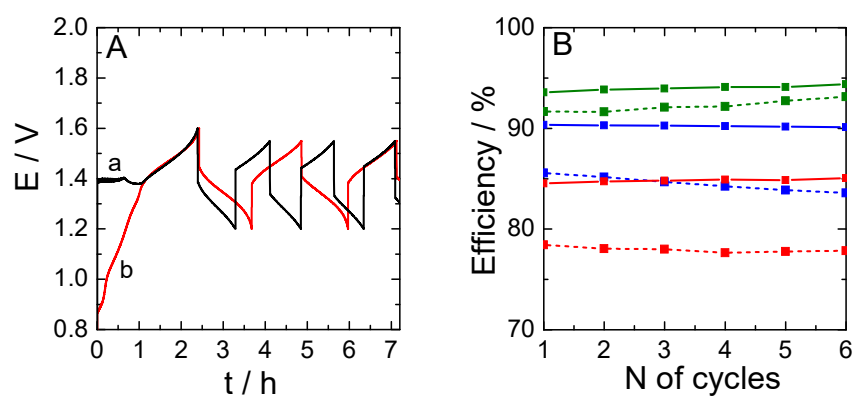 A
2.0
1.8
1.6
1.4
1.2
1.0
0.8
E / V
a
b
0 1 2 3 4 5 6 7
t / h
B
100
90
80
70
Efficiency / %
1 2 3 4 5 6
N of cycles